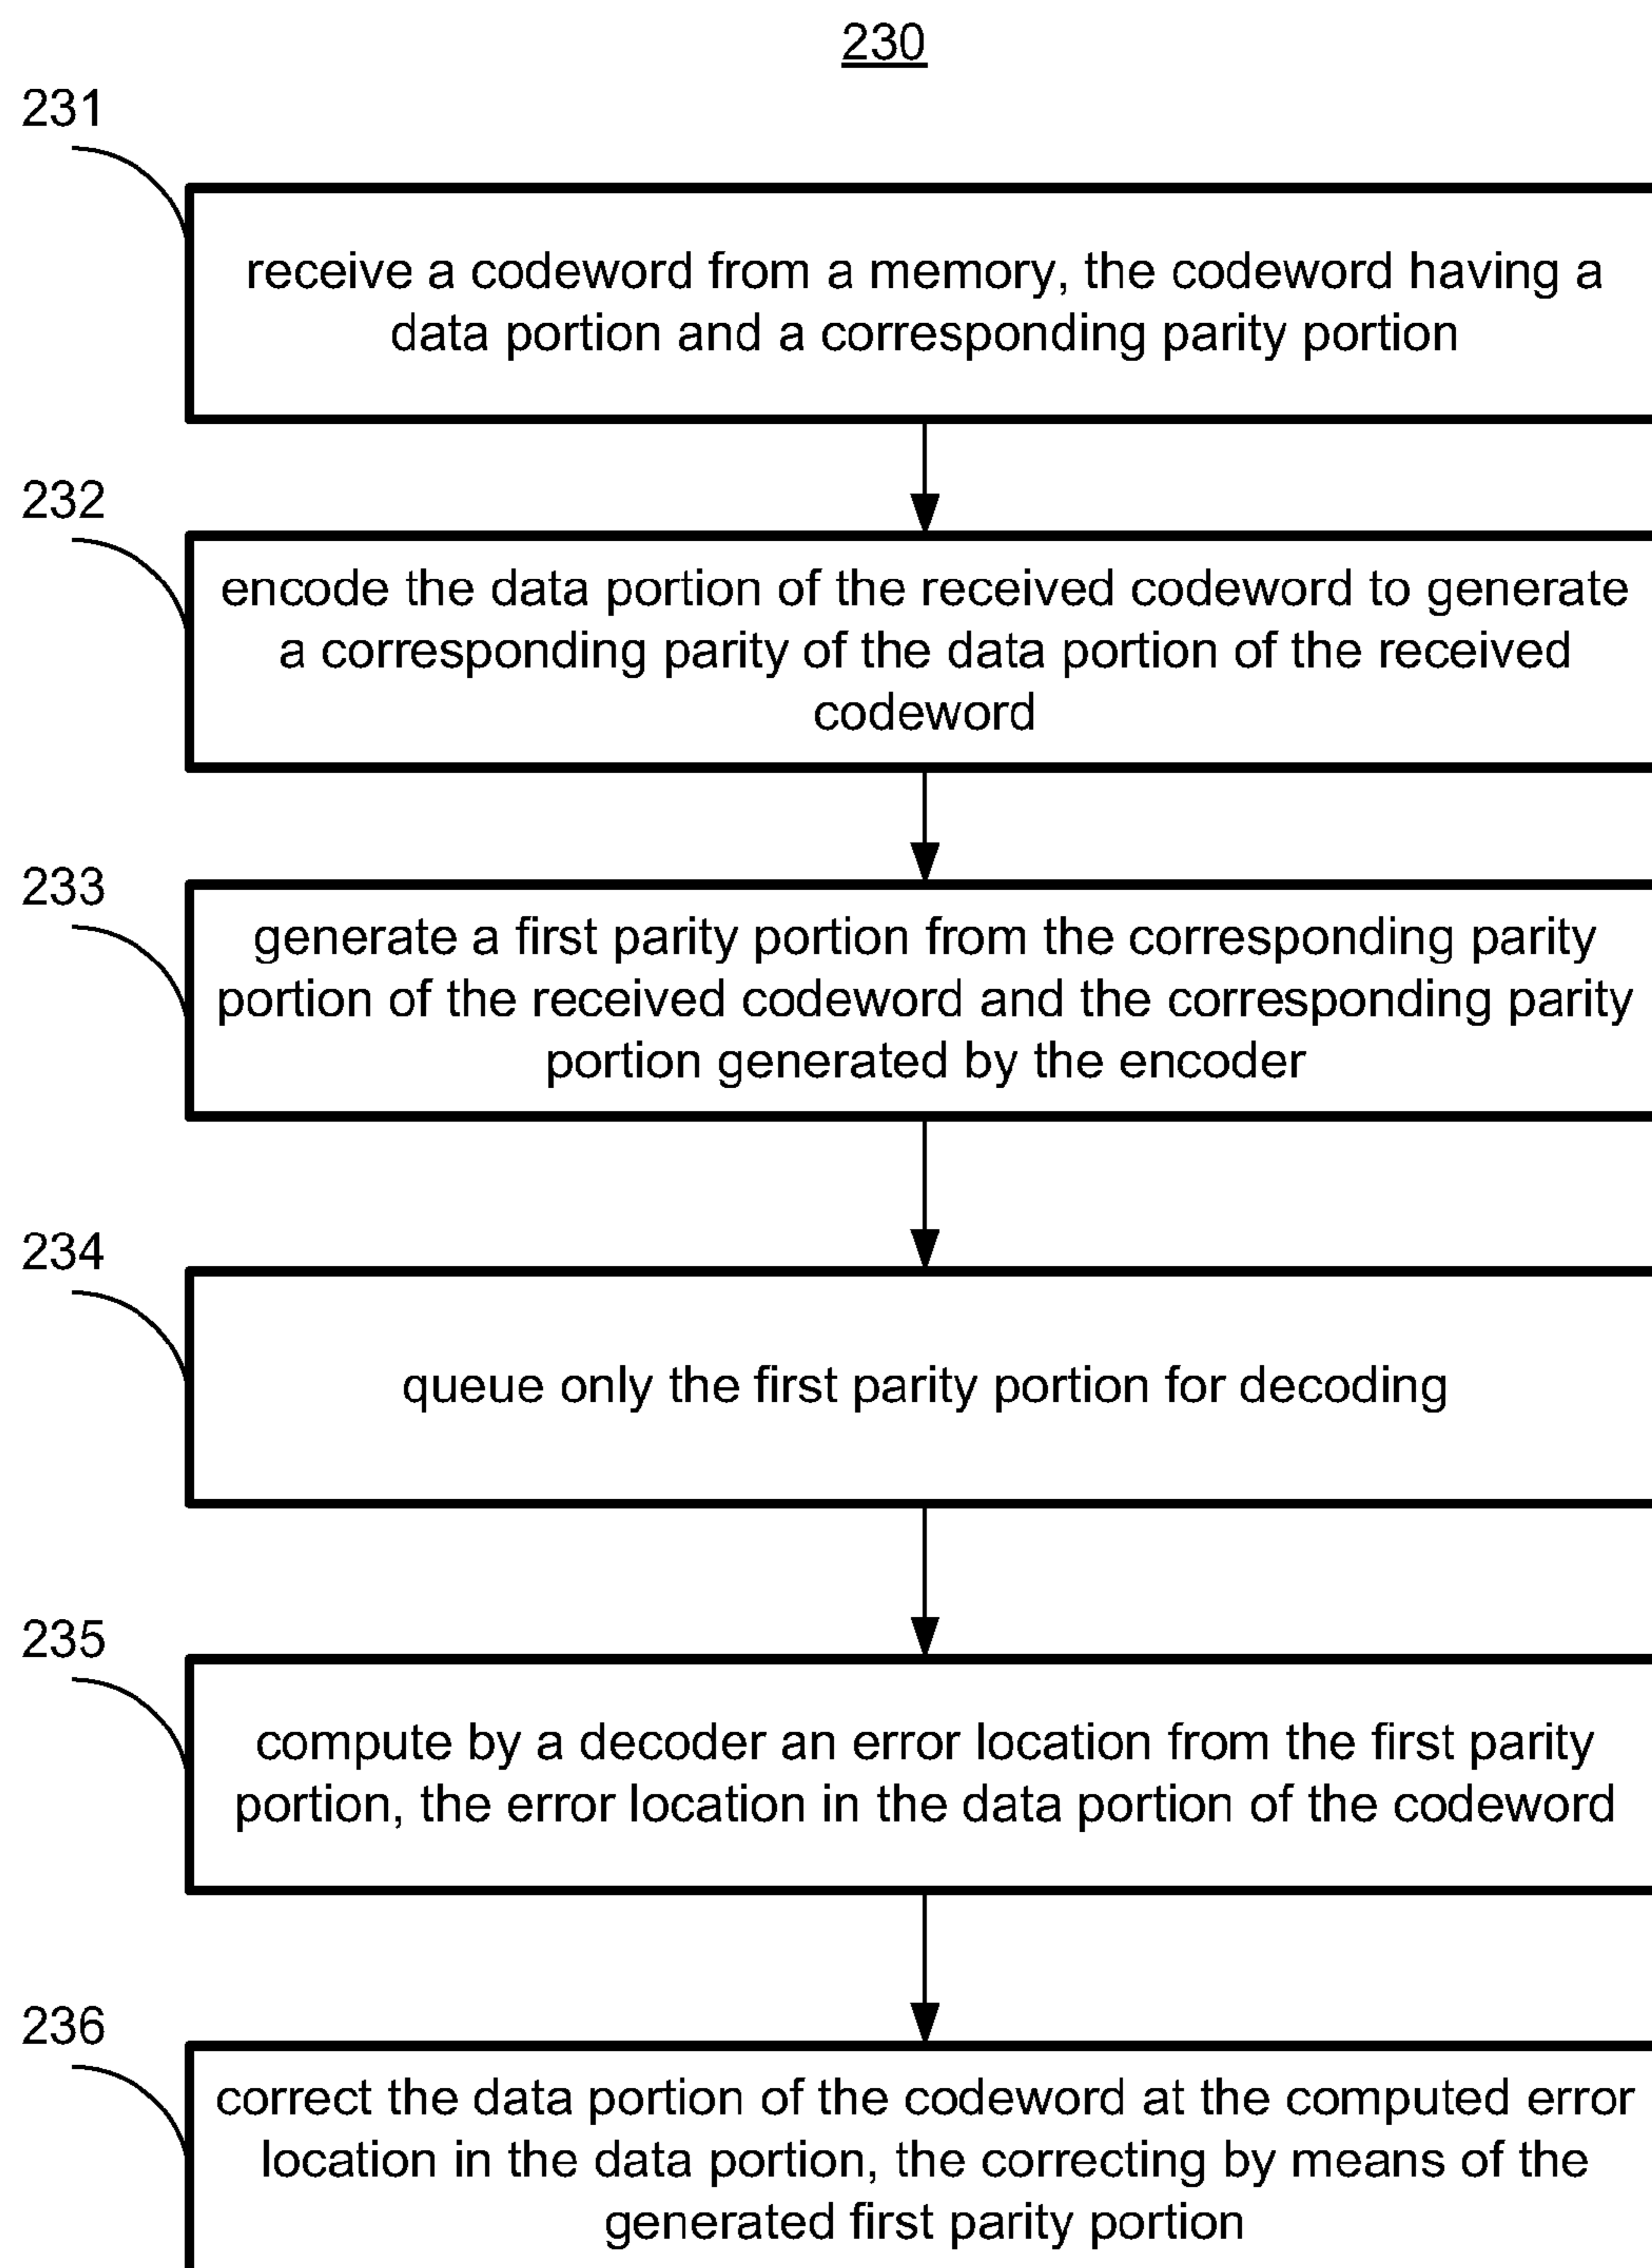 230
231
receive a codeword from a memory, the codeword having a
data portion and a corresponding parity portion
232
encode the data portion of the received codeword to generate
a corresponding parity of the data portion of the received
codeword
233
generate a first parity portion from the corresponding parity
portion of the received codeword and the corresponding parity
portion generated by the encoder
234
queue only the first parity portion for decoding
235
compute by a decoder an error location from the first parity
portion, the error location in the data portion of the codeword
236
correct the data portion of the codeword at the computed error
location in the data portion, the correcting by means of the
generated first parity portion